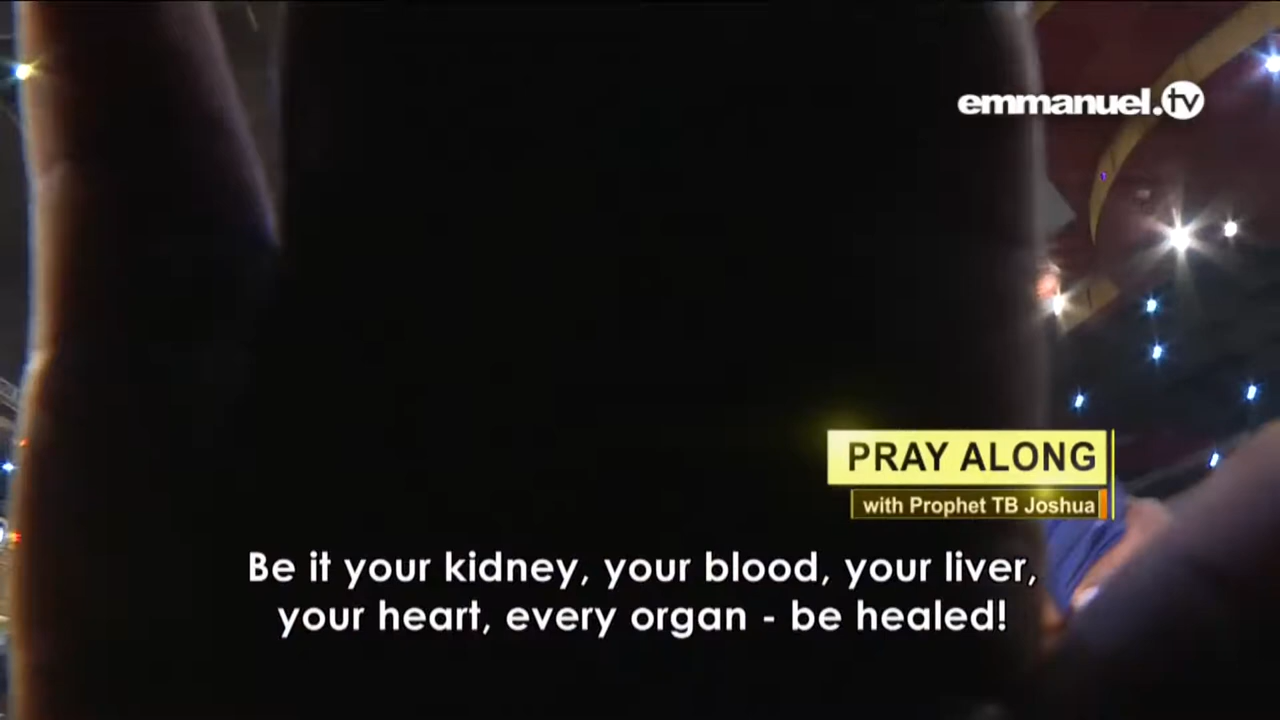 emmanuel.tv
PRAY ALONG
with Prophet TB Joshua
Be it your kidney, your blood, your liver,
your heart, every organ - be healed!